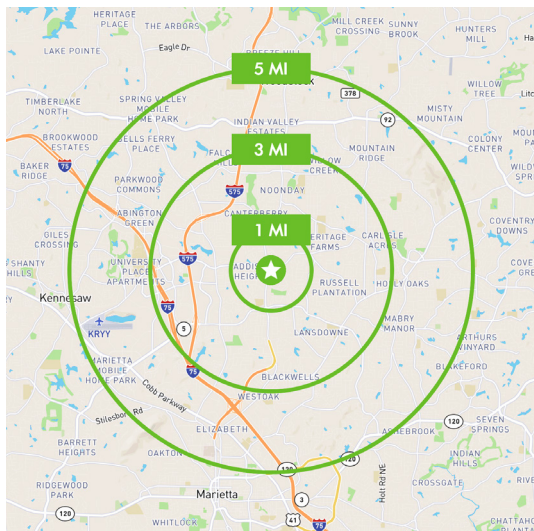 HERITAGE
PLACE
THE ARBORS
MILL CREEK
CROSSING
SUNNY
BROOK
HUNTERS
MILL
Eagle Dr
LAKE POINTE
5 MI
WILLOW
TREE
378
TIMBERLAKE
NORTH
SPRING VALLEY
MOBILE
HOME PARK
INDIAN VALLEY
ESTATES
MISTY
MOUNTAIN
92
BROOKWOOD
ESTATES
BELLS FERRY
PLACE
3 MI
MOUNTAIN
RIDGE
COLONY
CENTER
75
BAKER
RIDGE
PARKWOOD
COMMONS
CREEK
575
NOONDAY
ABINGTON
GREEN
CANTERBERRY
1 MI
HERITAGE
FARMS
CARLISLE
ACRES
GILES
CROSSING
COVENTRY
DOWNS
575
SHANTY
HILLS
UNIVERSITY
PLACE
APARTMENTS
RUSSELL
PLANTATION
HOLLY OAKS
Kennesaw
75
KRYY
5
LANSDOWNE
MABRY
MANOR
ARTHURS
VINYARD
MARIETTA
MOBILE
HOME PARK
75
BLACKWELLS
BLAKEFORD
Cobb Parkway
WESTOAK
Stilesboro Rd
ELIZABETH
120
SEVEN
SPRINGS
ASHEBROOK
BARRETT
HEIGHTS
OAKTON
120
120
INDIAN
HILLS
RIDGEWOOD
PARK
Marietta
3
Holt Rd NE
CROSSGATE
120
WHITLOCK
41
75